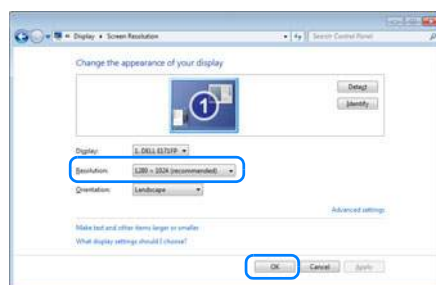 Display ▸ Screen Resolution
Search Control Panel
Change the appearance of your display
1
Detect
Identify
Display: 1. DELL E171FP
Resolution: 1280 × 1024 (recommended)
Orientation: Landscape
Advanced settings
Make text and other items larger or smaller
What display settings should I choose?
OK Cancel Apply